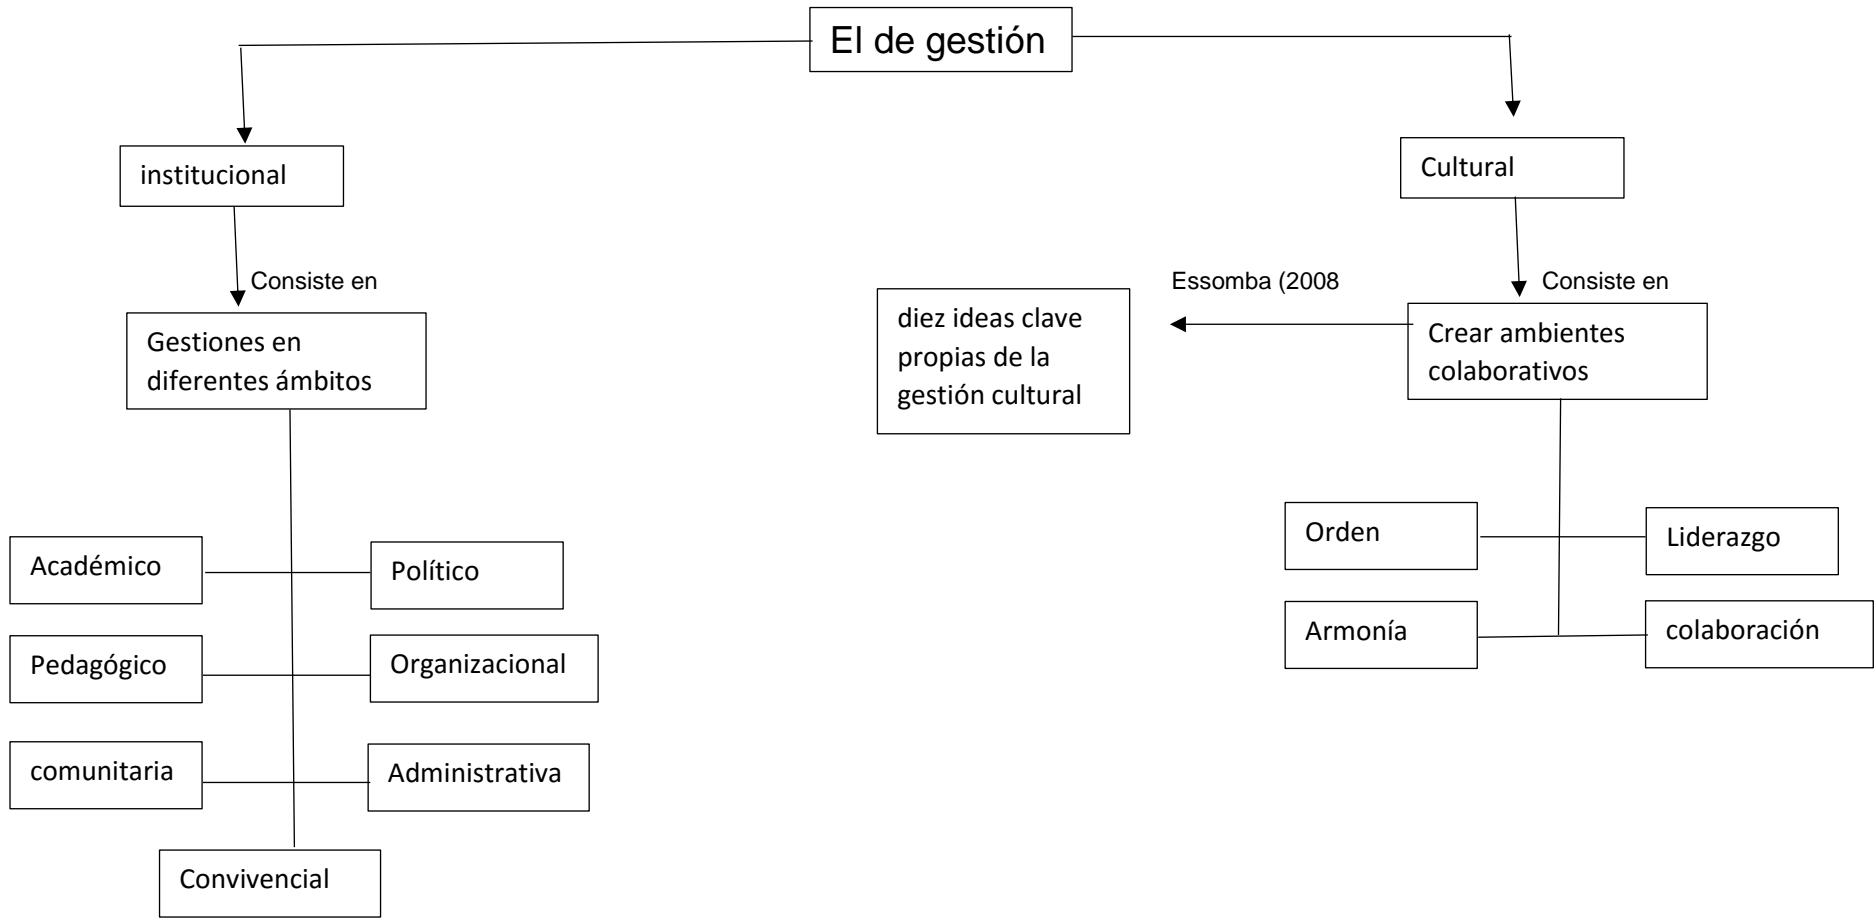 El de gestión
institucional
Cultural
Consiste en
Essomba (2008
Consiste en
Gestiones en
diferentes ámbitos
diez ideas clave
propias de la
gestión cultural
Crear ambientes
colaborativos
Académico
Político
Pedagógico
Organizacional
comunitaria
Administrativa
Convivencial
Orden
Liderazgo
Armonía
colaboración